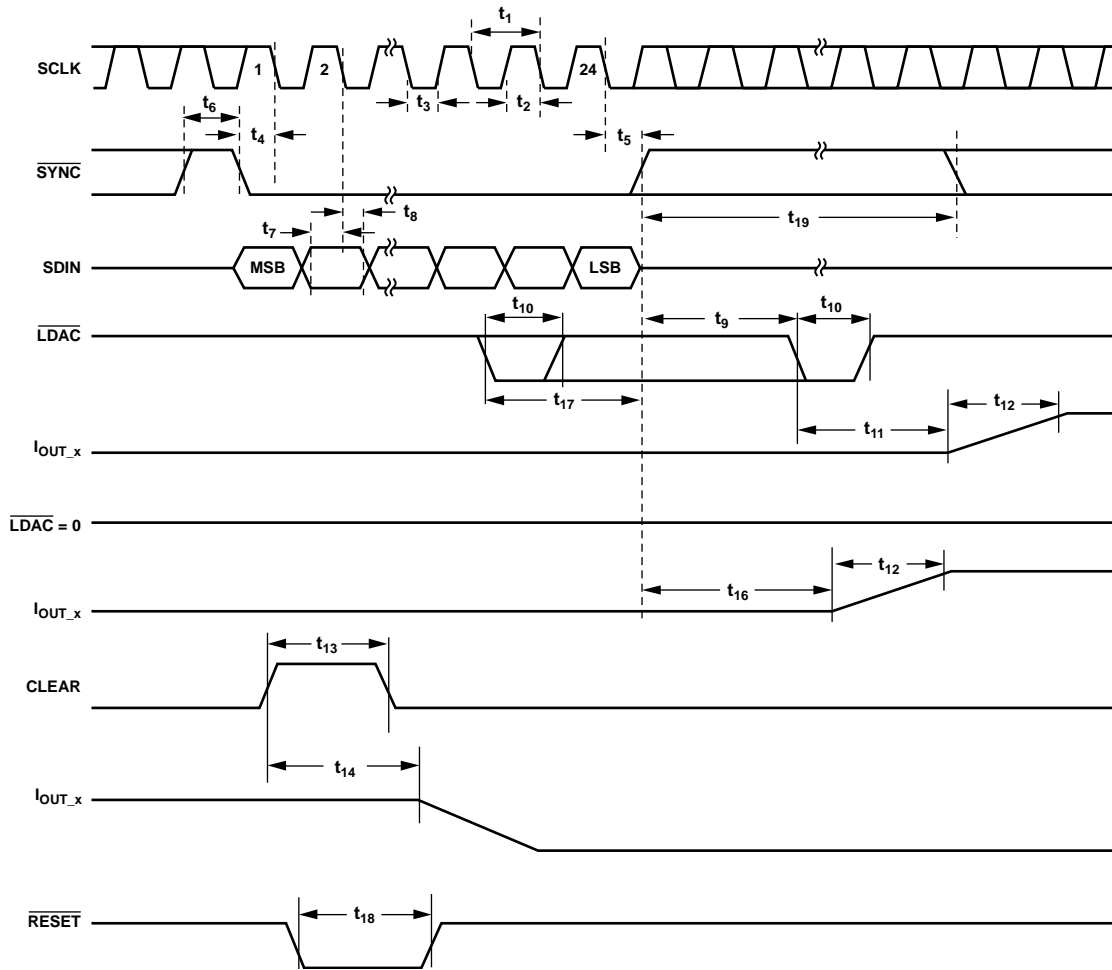 t1
SCLK 1 2 24
t6 t4 t3 t2 t5
SYNC
t19
t7 t8
SDIN MSB LSB
t10 t9 t10
LDAC
t17 t11 t12
IOUT_x
LDAC = 0
t16 t12
IOUT_x
t13
CLEAR
t14
IOUT_x
RESET t18